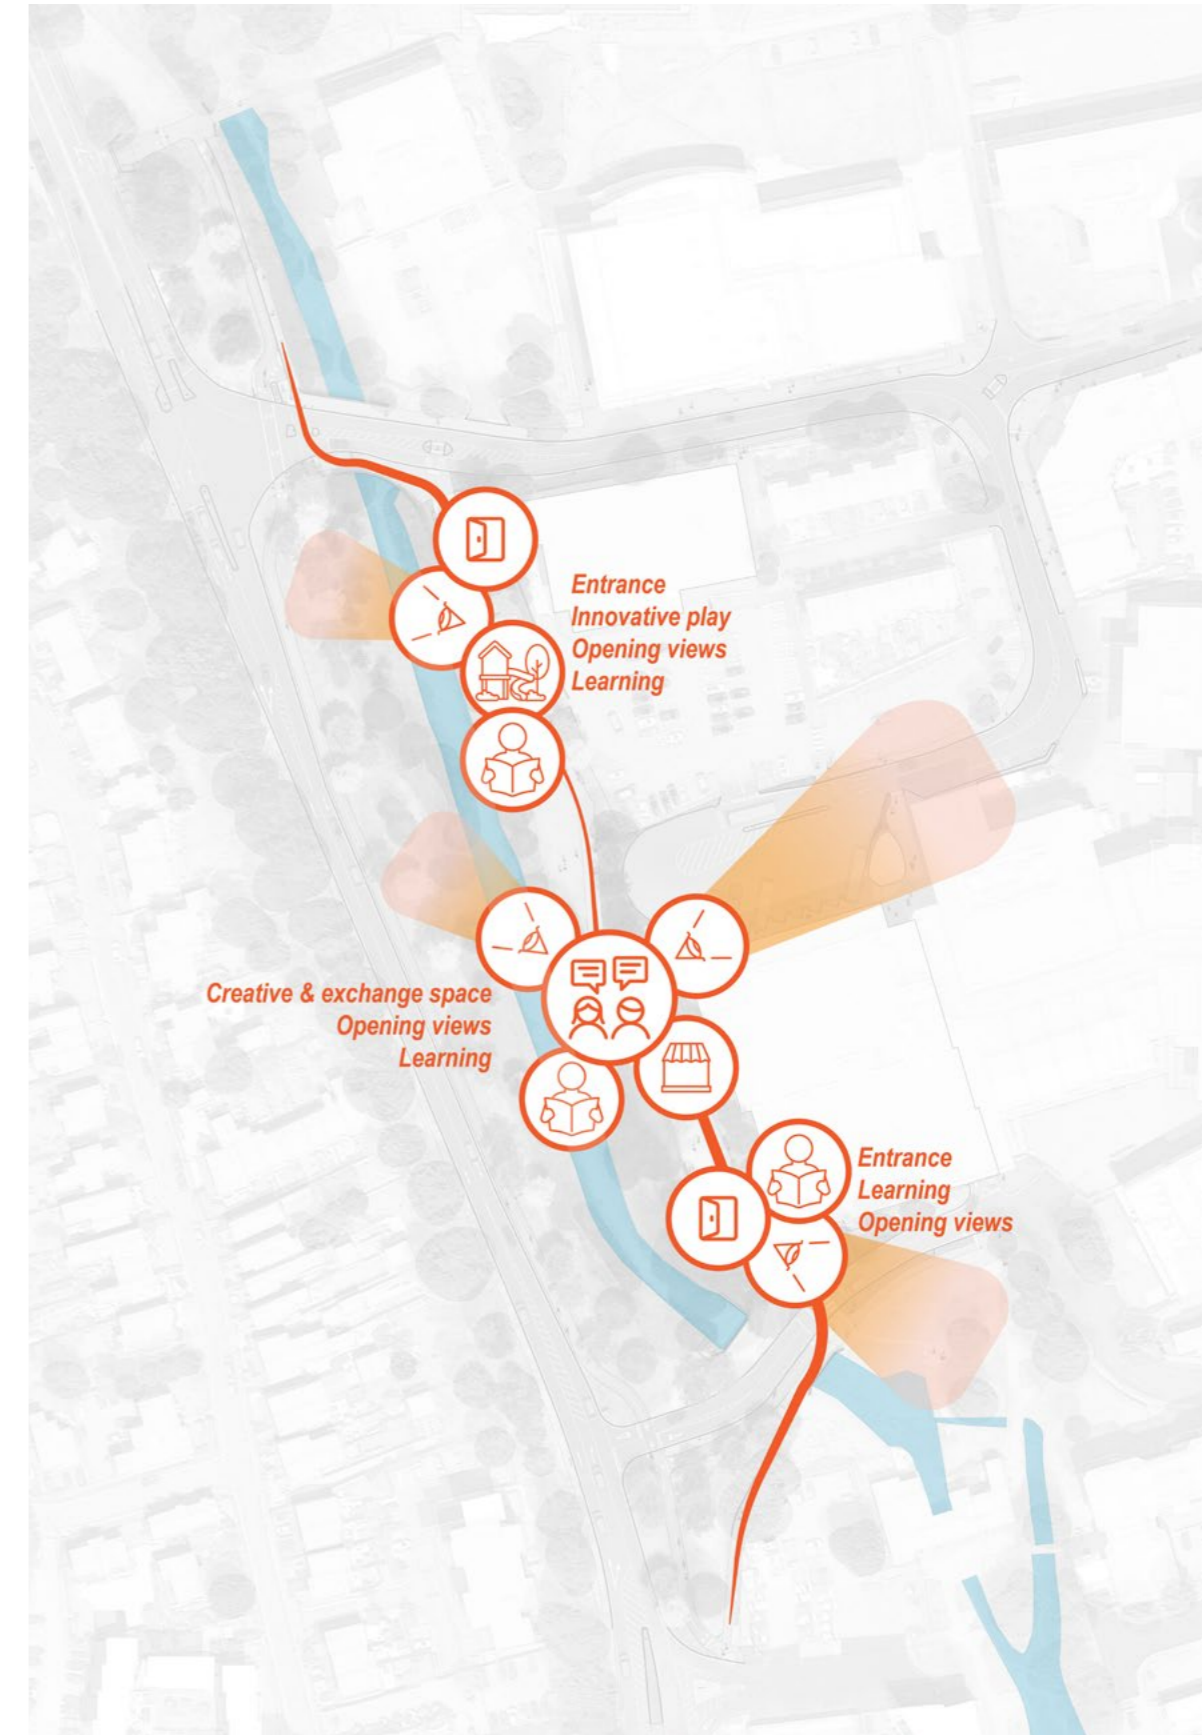 Entrance
Innovative play
Opening views
Learning
Creative & exchange space
Opening views
Learning
Entrance
Learning
Opening views